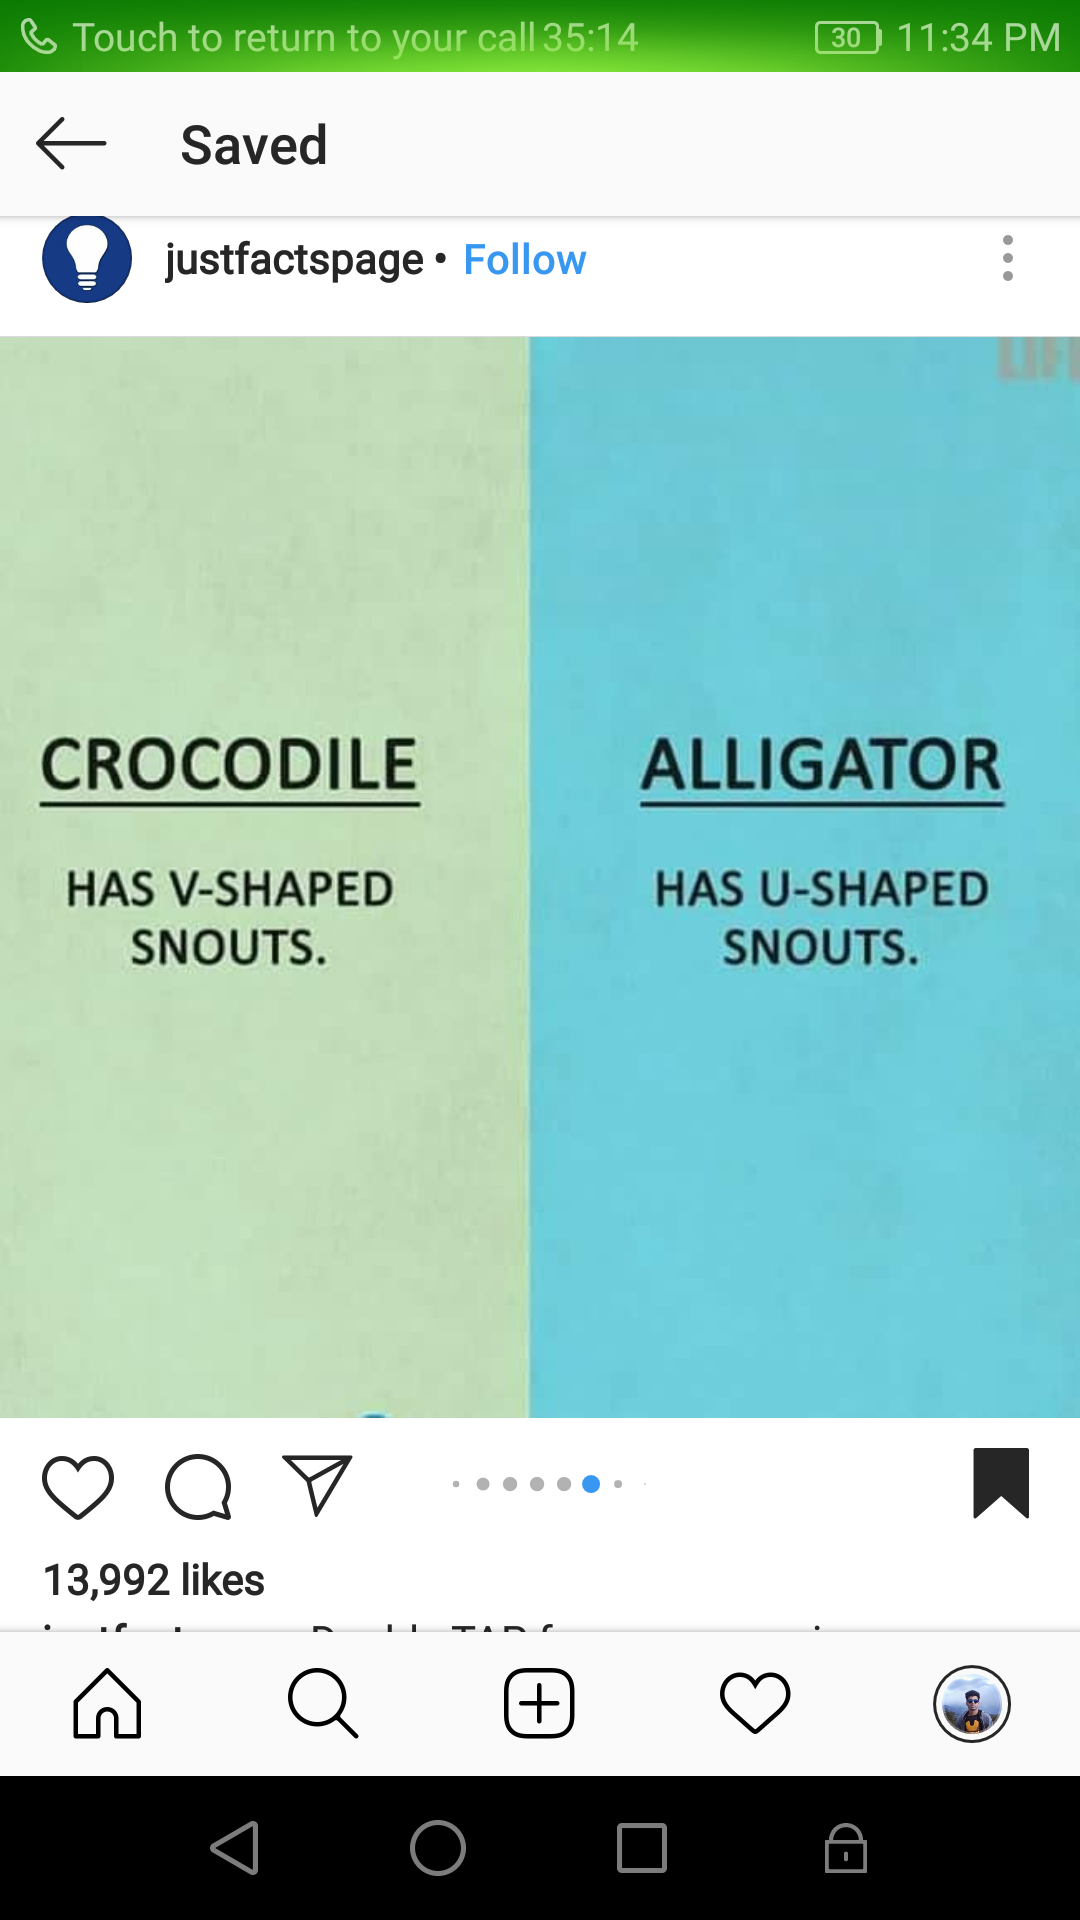 Touch to return to your call 35:14 30 11:34 PM
Saved
justfactspage • Follow
LIFE
CROCODILE
HAS V-SHAPED
SNOUTS.
ALLIGATOR
HAS U-SHAPED
SNOUTS.
13,992 likes